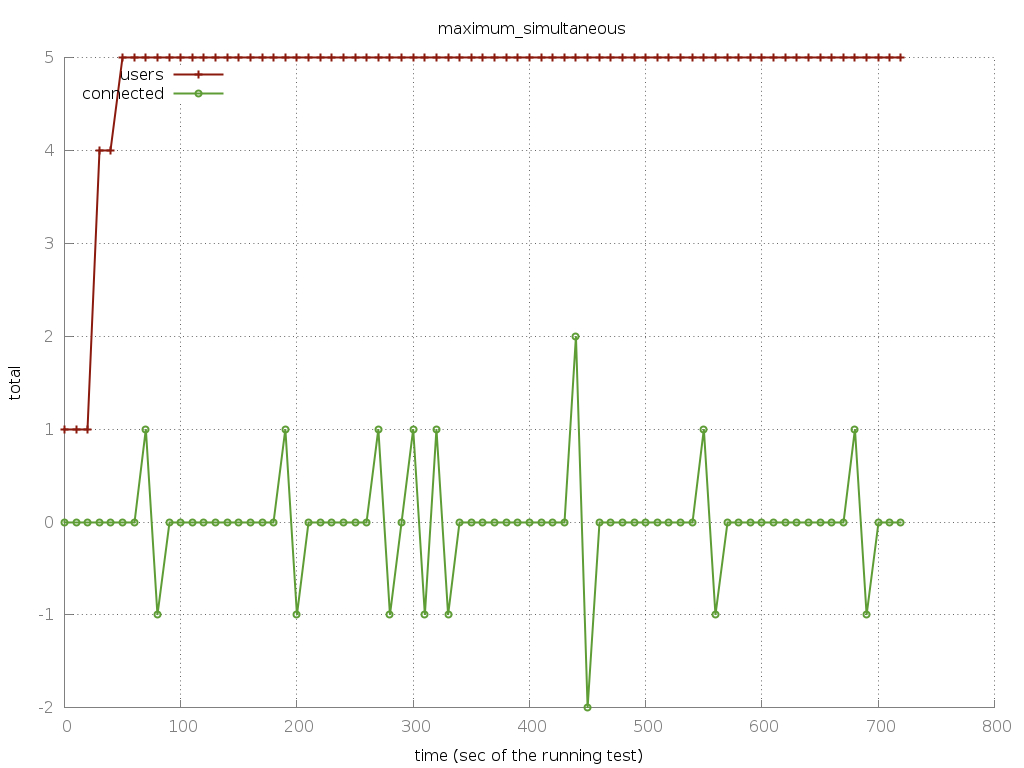 maximum_simultaneous
users
connected
5
4
3
2
1
0
-1
-2
total
0 100 200 300 400 500 600 700 800
time (sec of the running test)